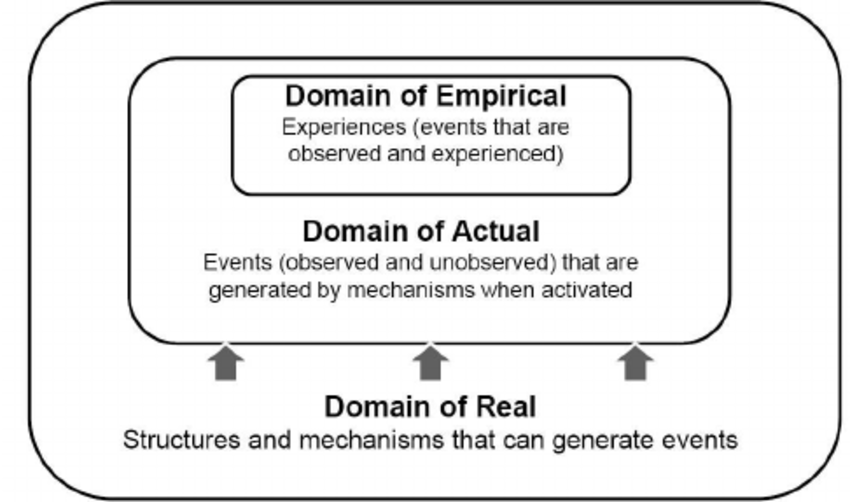 Domain of Empirical
Experiences (events that are
observed and experienced)
Domain of Actual
Events (observed and unobserved) that are
generated by mechanisms when activated
Domain of Real
Structures and mechanisms that can generate events